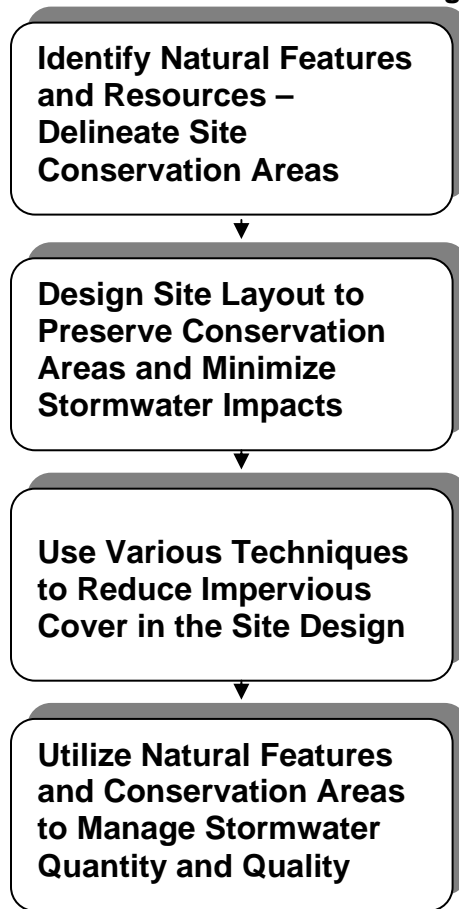 Identify Natural Features
and Resources –
Delineate Site
Conservation Areas
Design Site Layout to
Preserve Conservation
Areas and Minimize
Stormwater Impacts
Use Various Techniques
to Reduce Impervious
Cover in the Site Design
Utilize Natural Features
and Conservation Areas
to Manage Stormwater
Quantity and Quality